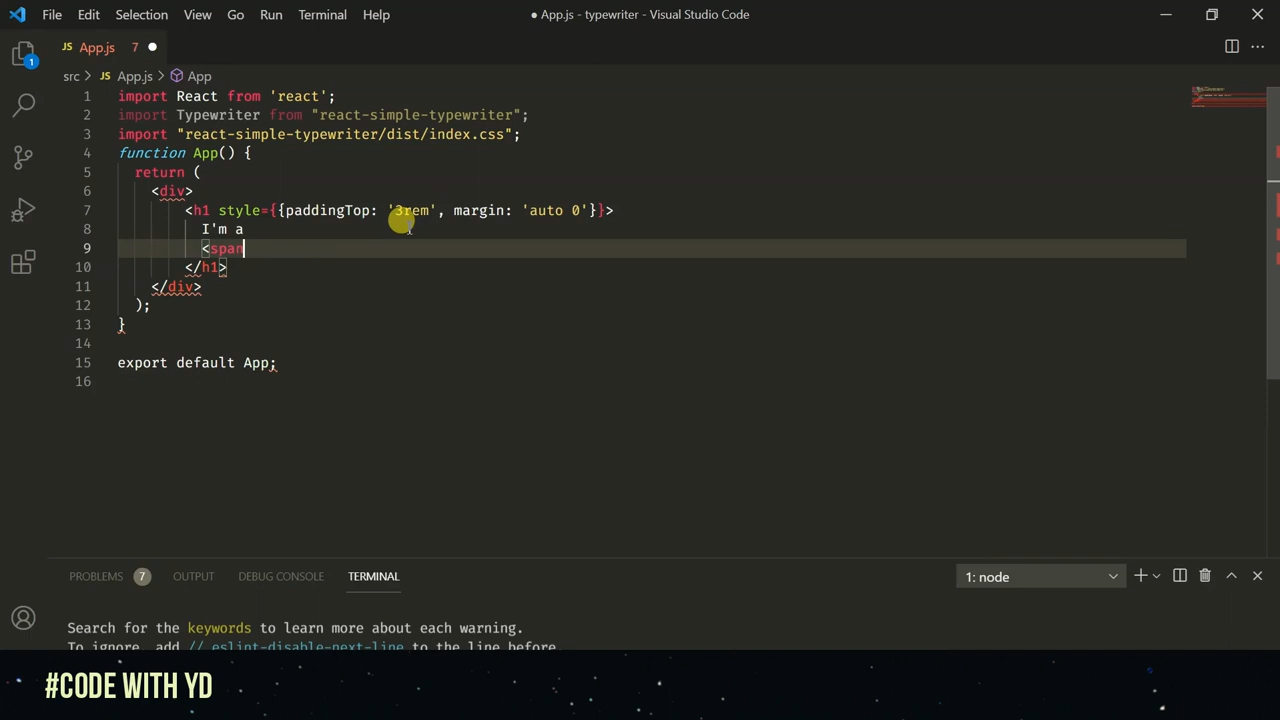 File Edit Selection View Go Run Terminal Help ● App.js - typewriter - Visual Studio Code
JS App.js 7 ●
src > JS App.js > App
1 import React from 'react';
2 import Typewriter from "react-simple-typewriter";
3 import "react-simple-typewriter/dist/index.css";
4 function App() {
5 return (
6 <div>
7 <h1 style={{paddingTop: '3rem', margin: 'auto 0'}}>
8 I'm a
9 <span
10 </h1>
11 </div>
12 );
13 }
14
15 export default App;
16
1
PROBLEMS 7 OUTPUT DEBUG CONSOLE TERMINAL 1: node
Search for the keywords to learn more about each warning.
To ignore, add // eslint-disable-next-line to the line before.
#CODE WITH YD